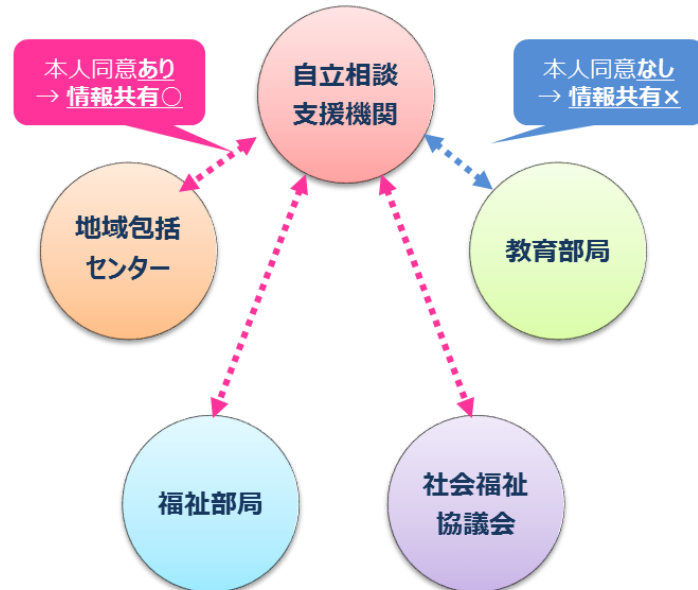 本人同意あり
→ 情報共有○
自立相談
支援機関
本人同意なし
→ 情報共有×
地域包括
センター
教育部局
福祉部局
社会福祉
協議会